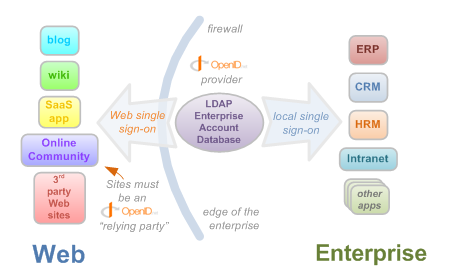 firewall
OpenID
provider
blog
wiki
SaaS
app
Online
Community
3rd
party
Web
sites
Web single
sign-on
LDAP
Enterprise
Account
Database
local single
sign-on
ERP
CRM
HRM
Intranet
other
apps
Sites must
be an
OpenID
“relying party”
edge of the
enterprise
Web
Enterprise